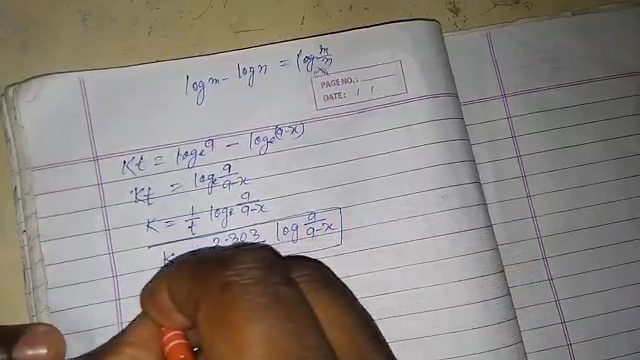 log m - log n = log m/n
PAGE NO.:
DATE: / /
Kt = logₑ a - logₑ (a-x)
Kt = logₑ a/a-x
K = 1/t logₑ a/a-x
K 2.303 log a/a-x